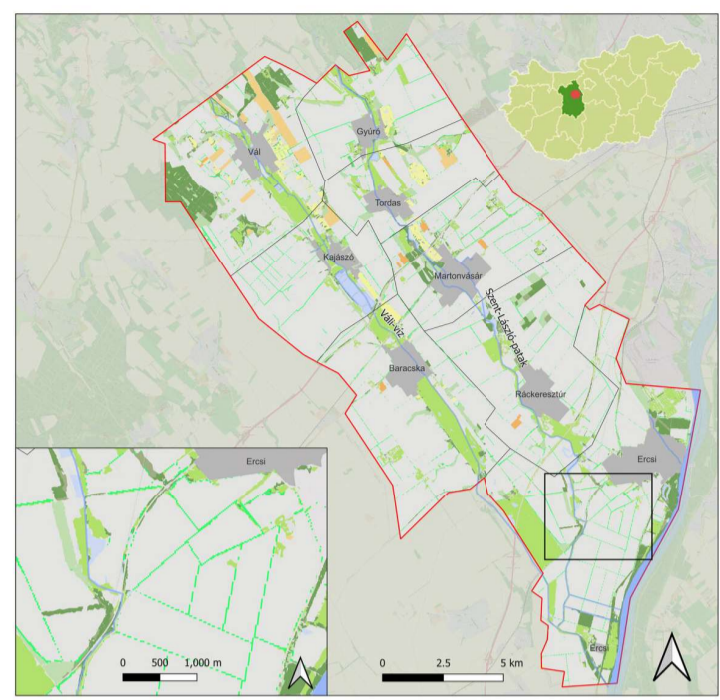 Gyúró
Vál
Tordas
Kajászó
Martonvásár
Szent-László-patak
Váli-víz
Baracska
Ráckeresztúr
Ercsi
Ercsi
0 500 1,000 m
0 2.5 5 km
Ercsi